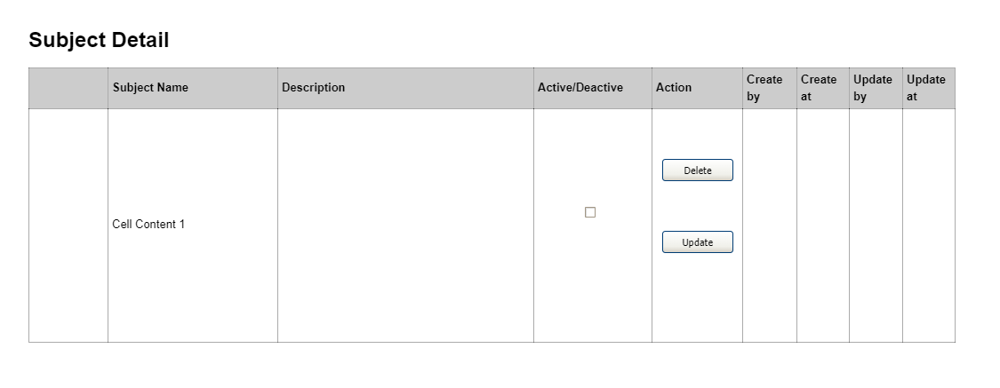 Subject Detail
Subject Name
Description
Active/Deactive
Action
Create
by
Create
at
Update
by
Update
at
Cell Content 1
Delete
Update